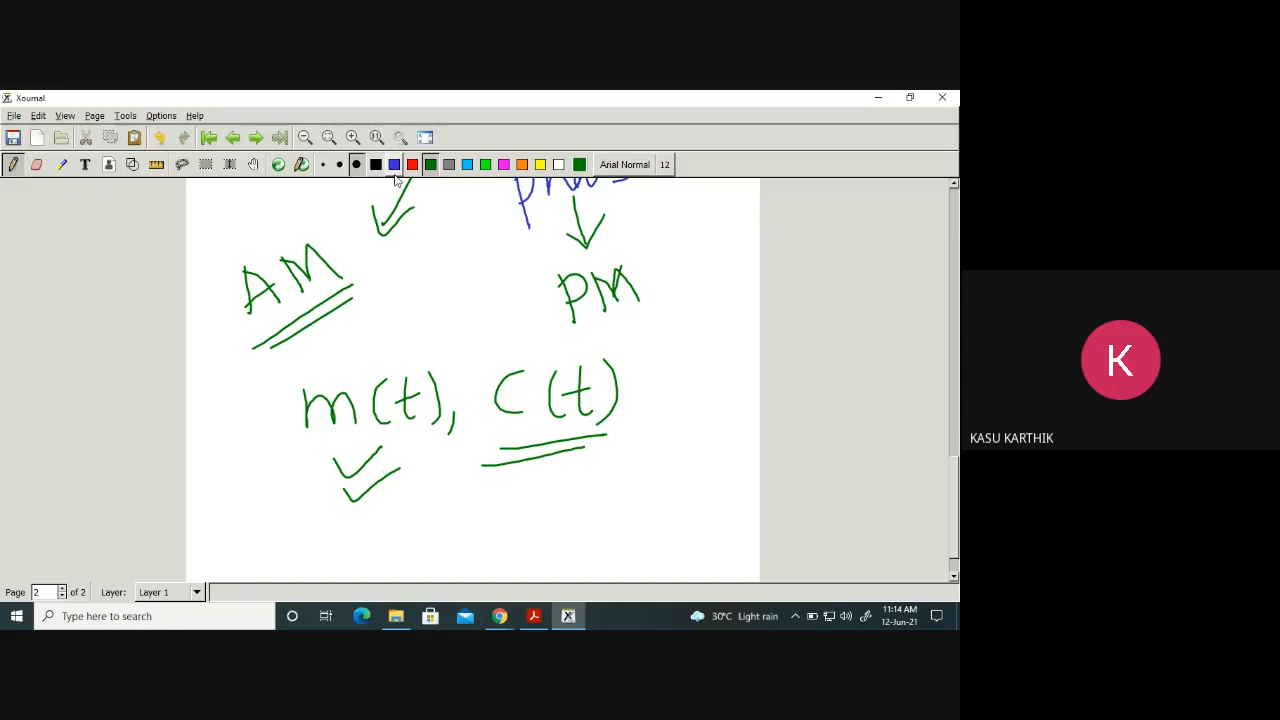 Xournal
File Edit View Page Tools Options Help
Arial Normal 12
AM
PM
m(t), C(t)
K
KASU KARTHIK
Page 2 of 2 Layer: Layer 1
Type here to search
30°C Light rain
11:14 AM
12-Jun-21